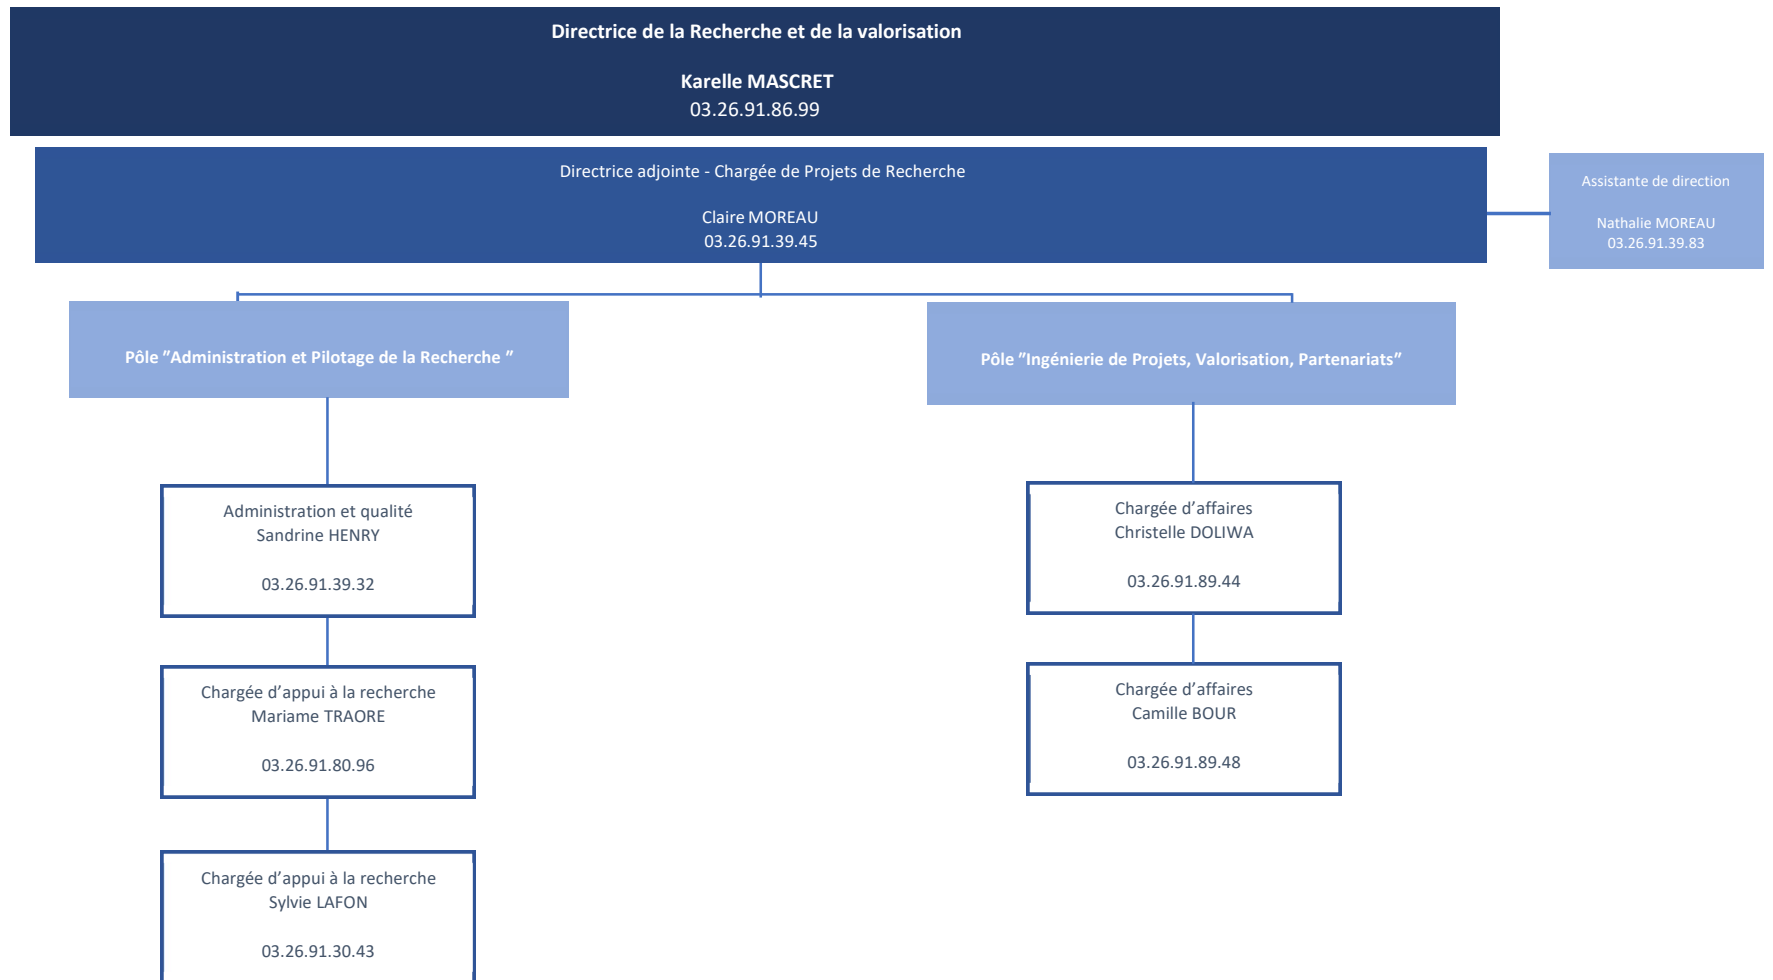 Directrice de la Recherche et de la valorisation
Karelle MASCRET
03.26.91.86.99
Directrice adjointe - Chargée de Projets de Recherche
Claire MOREAU
03.26.91.39.45
Assistante de direction
Nathalie MOREAU
03.26.91.39.83
Pôle "Administration et Pilotage de la Recherche "
Pôle "Ingénierie de Projets, Valorisation, Partenariats"
Administration et qualité
Sandrine HENRY
03.26.91.39.32
Chargée d’appui à la recherche
Mariame TRAORE
03.26.91.80.96
Chargée d’appui à la recherche
Sylvie LAFON
03.26.91.30.43
Chargée d’affaires
Christelle DOLIWA
03.26.91.89.44
Chargée d’affaires
Camille BOUR
03.26.91.89.48